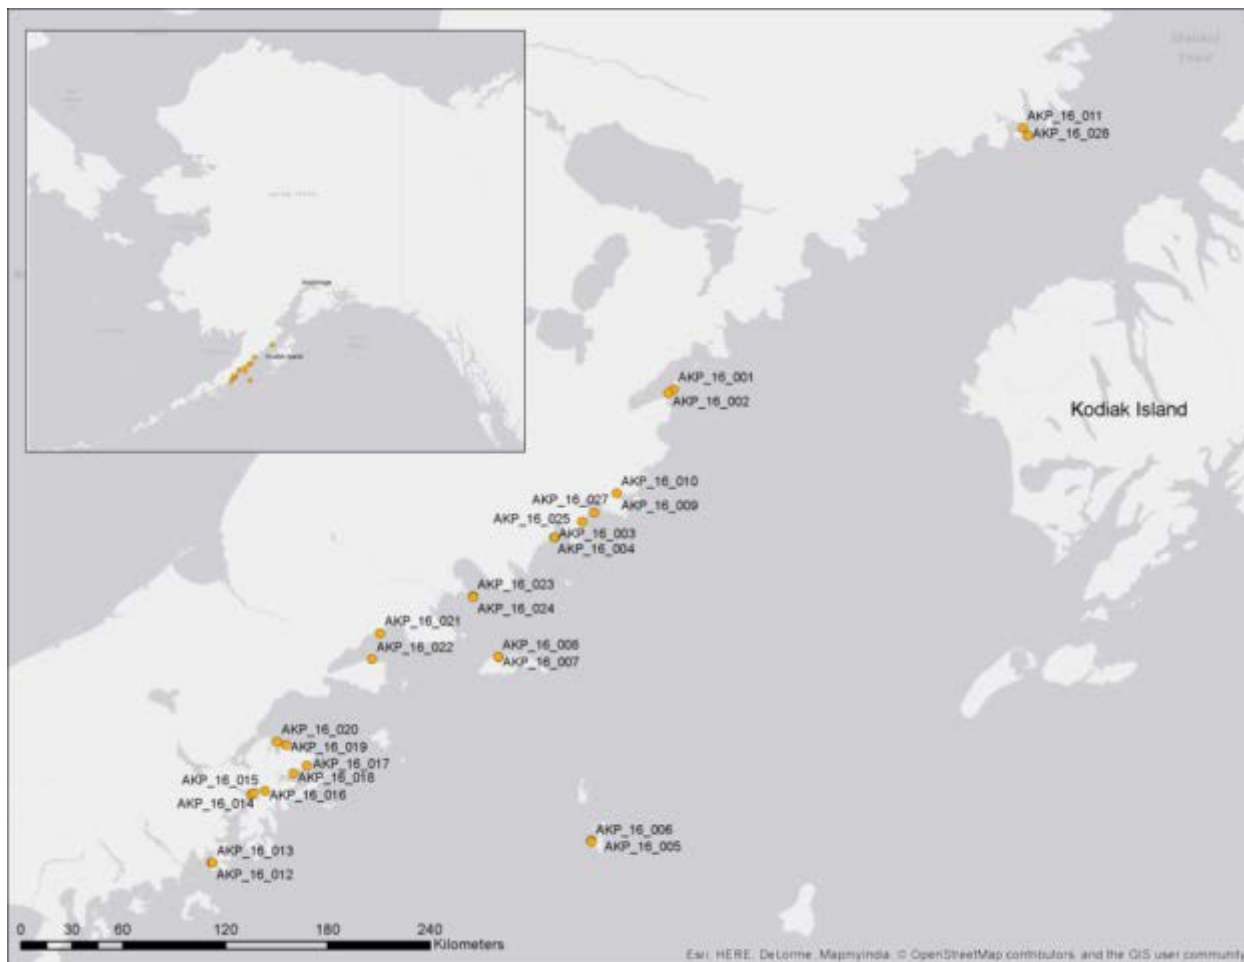 AKP_16_011
AKP_16_026
AKP_16_001
AKP_16_002
Kodiak Island
AKP_16_010
AKP_16_027
AKP_16_009
AKP_16_025
AKP_16_003
AKP_16_004
AKP_16_023
AKP_16_024
AKP_16_021
AKP_16_022
AKP_16_008
AKP_16_007
AKP_16_020
AKP_16_019
AKP_16_017
AKP_16_018
AKP_16_015
AKP_16_016
AKP_16_014
AKP_16_006
AKP_16_005
AKP_16_013
AKP_16_012
0 30 60 120 180 240
Kilometers
Esri, HERE, DeLorme, MapmyIndia, © OpenStreetMap contributors, and the GIS user community